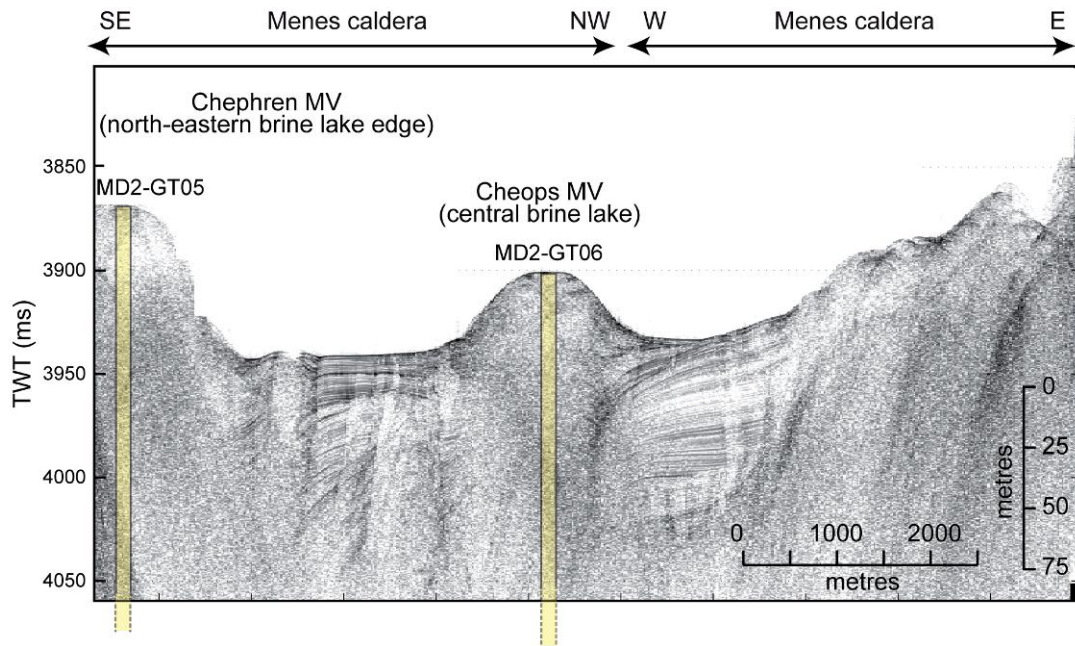 SE Menes caldera NW W Menes caldera E
Chephren MV
(north-eastern brine lake edge)
3850
MD2-GT05
Cheops MV
(central brine lake)
MD2-GT06
3900
TWT (ms)
3950
4000
4050
0
25
50
75
metres
0 1000 2000
metres